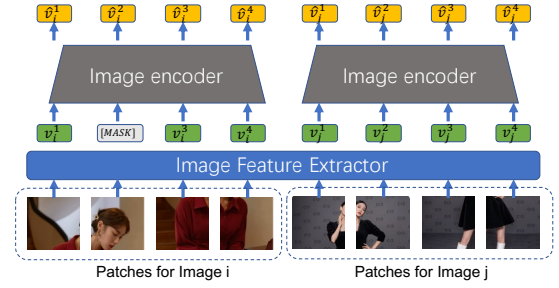 v̂_i^1 v̂_i^2 v̂_i^3 v̂_i^4 v̂_j^1 v̂_j^2 v̂_j^3 v̂_j^4
Image encoder Image encoder
v_i^1 [MASK] v_i^3 v_i^4 v_j^1 v_j^2 v_j^3 v_j^4
Image Feature Extractor
Patches for Image i Patches for Image j